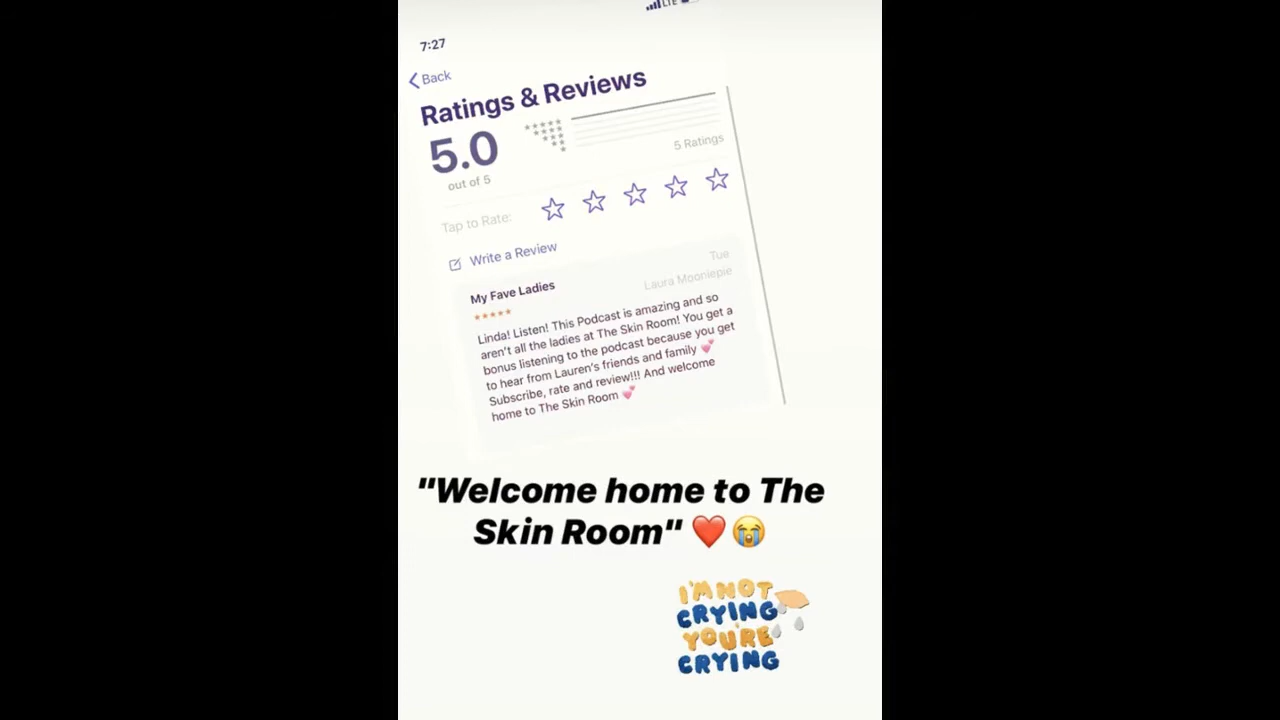 LTE
7:27
Back
Ratings & Reviews
5.0
out of 5
5 Ratings
Tap to Rate:
Write a Review
My Fave Ladies
Tue
Laura Mooniepie
Linda! Listen! This Podcast is amazing and so
aren't all the ladies at The Skin Room! You get a
bonus listening to the podcast because you get
to hear from Lauren's friends and family 💕
Subscribe, rate and review!!! And welcome
home to The Skin Room 💕
"Welcome home to The
Skin Room" ❤️😭
I'M NOT
CRYING
YOU'RE
CRYING